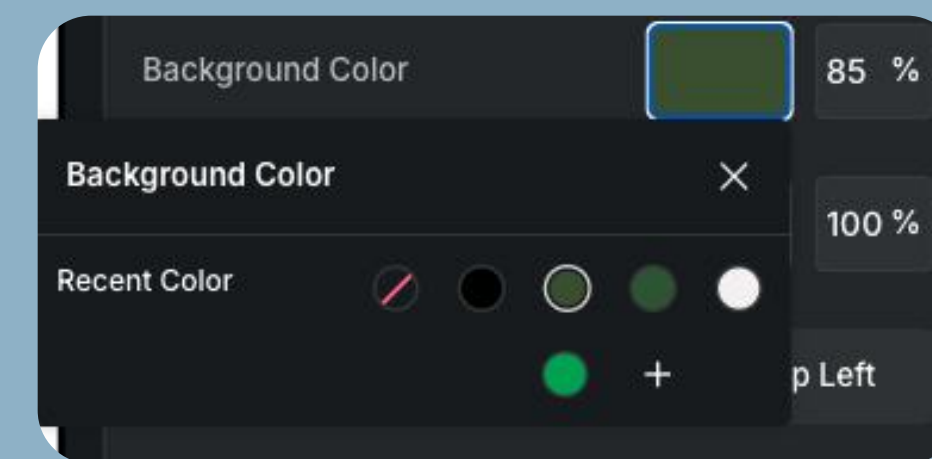 Background Color
85 %
Background Color
100 %
Recent Color
p Left